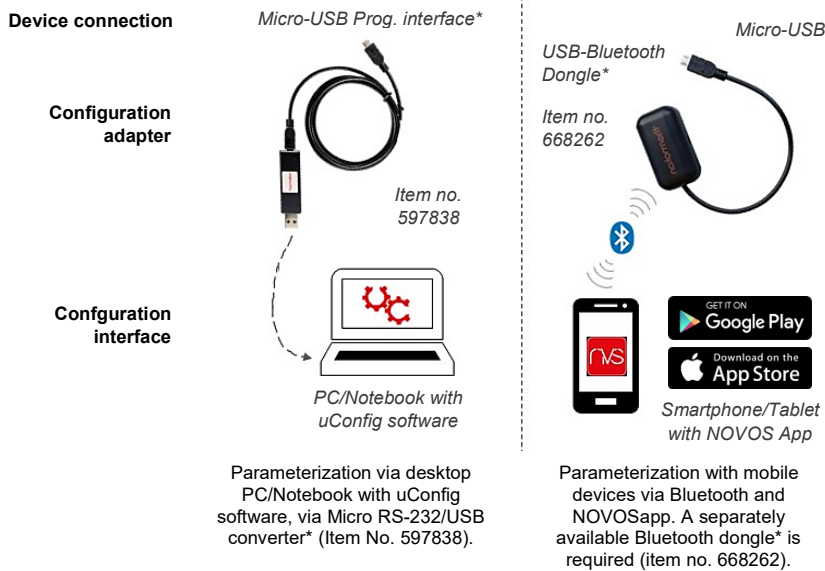 Device connection
Micro-USB Prog. interface*
Configuration
adapter
Item no.
597838
Confguration
interface
PC/Notebook with
uConfig software
Parameterization via desktop
PC/Notebook with uConfig
software, via Micro RS-232/USB
converter* (Item No. 597838).
Micro-USB
USB-Bluetooth
Dongle*
Item no.
668262
novosnort
NVS
GET IT ON
Google Play
Download on the
App Store
Smartphone/Tablet
with NOVOS App
Parameterization with mobile
devices via Bluetooth and
NOVOSapp. A separately
available Bluetooth dongle* is
required (item no. 668262).